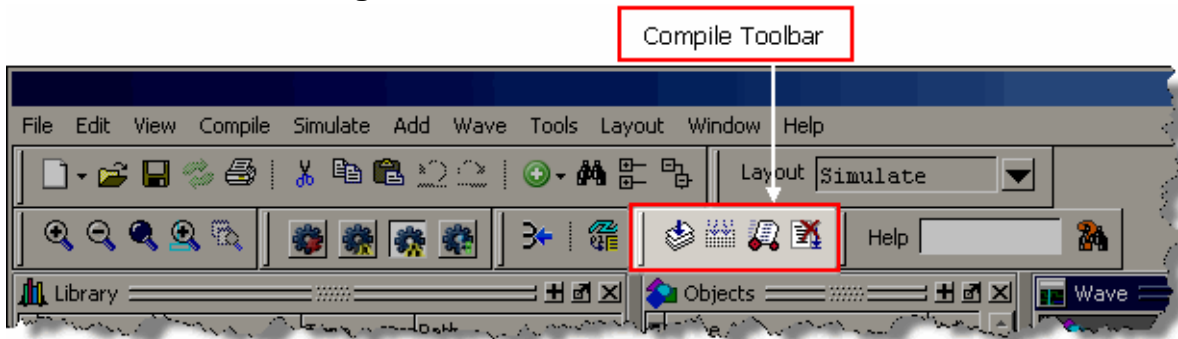 Compile Toolbar
File Edit View Compile Simulate Add Wave Tools Layout Window Help
Layout Simulate
Help
Library Objects Wave